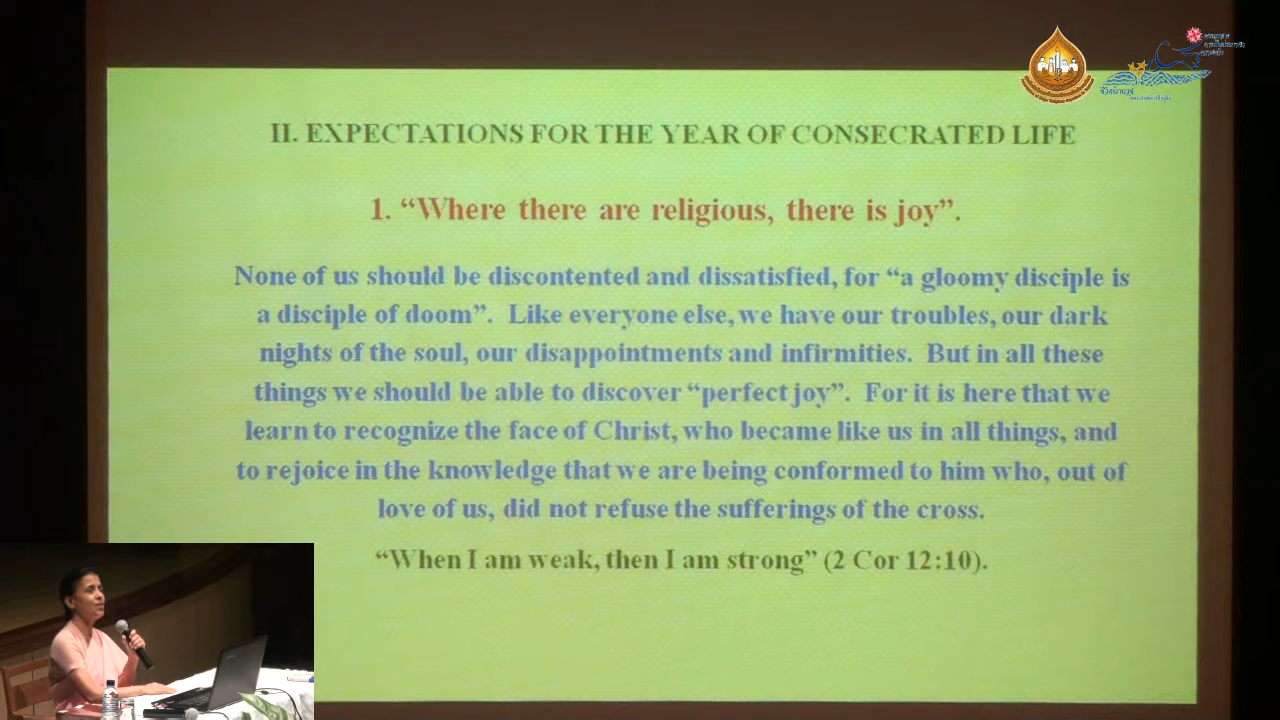 II. EXPECTATIONS FOR THE YEAR OF CONSECRATED LIFE
1. “Where there are religious, there is joy”.
None of us should be discontented and dissatisfied, for “a gloomy disciple is
a disciple of doom”. Like everyone else, we have our troubles, our dark
nights of the soul, our disappointments and infirmities. But in all these
things we should be able to discover “perfect joy”. For it is here that we
learn to recognize the face of Christ, who became like us in all things, and
to rejoice in the knowledge that we are being conformed to him who, out of
love of us, did not refuse the sufferings of the cross.
“When I am weak, then I am strong” (2 Cor 12:10).